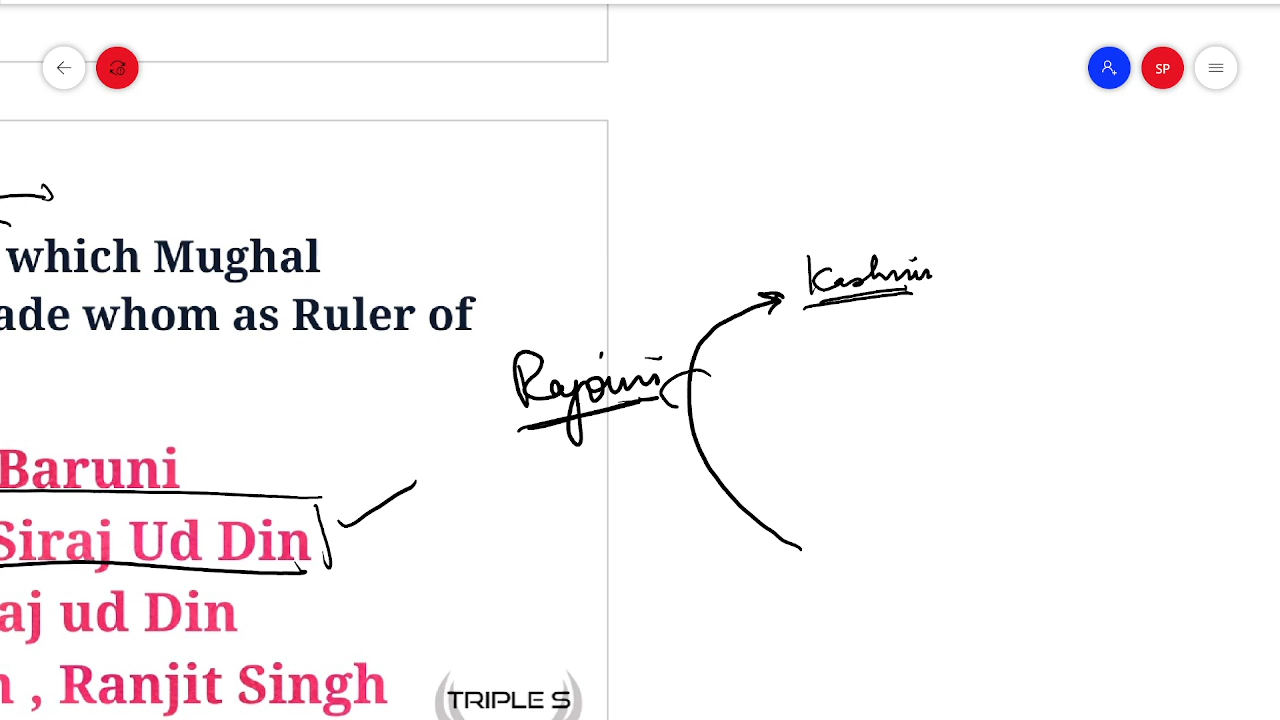 SP
which Mughal
ade whom as Ruler of
Kashmir
Rajouri
Baruni
Siraj Ud Din
aj ud Din
n , Ranjit Singh
TRIPLE S